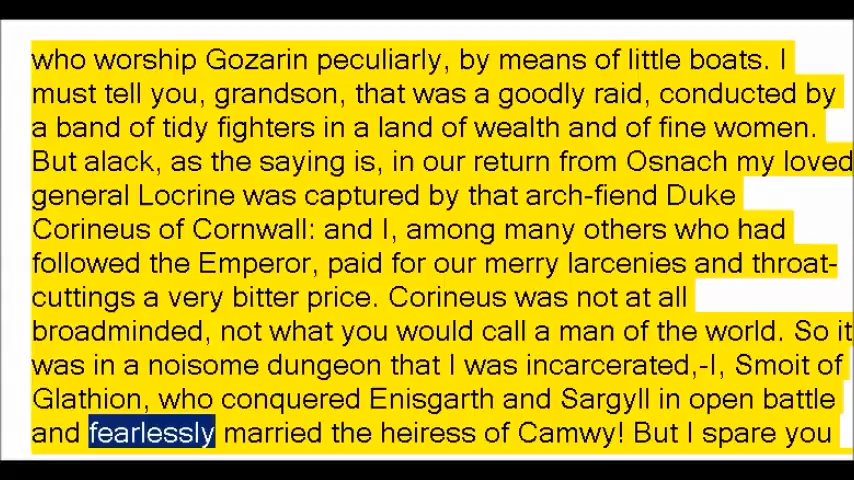 who worship Gozarin peculiarly, by means of little boats. I
must tell you, grandson, that was a goodly raid, conducted by
a band of tidy fighters in a land of wealth and of fine women.
But alack, as the saying is, in our return from Osnach my loved
general Locrine was captured by that arch-fiend Duke
Corineus of Cornwall: and I, among many others who had
followed the Emperor, paid for our merry larcenies and throat-
cuttings a very bitter price. Corineus was not at all
broadminded, not what you would call a man of the world. So it
was in a noisome dungeon that I was incarcerated,-I, Smoit of
Glathion, who conquered Enisgarth and Sargyll in open battle
and fearlessly married the heiress of Camwy! But I spare you